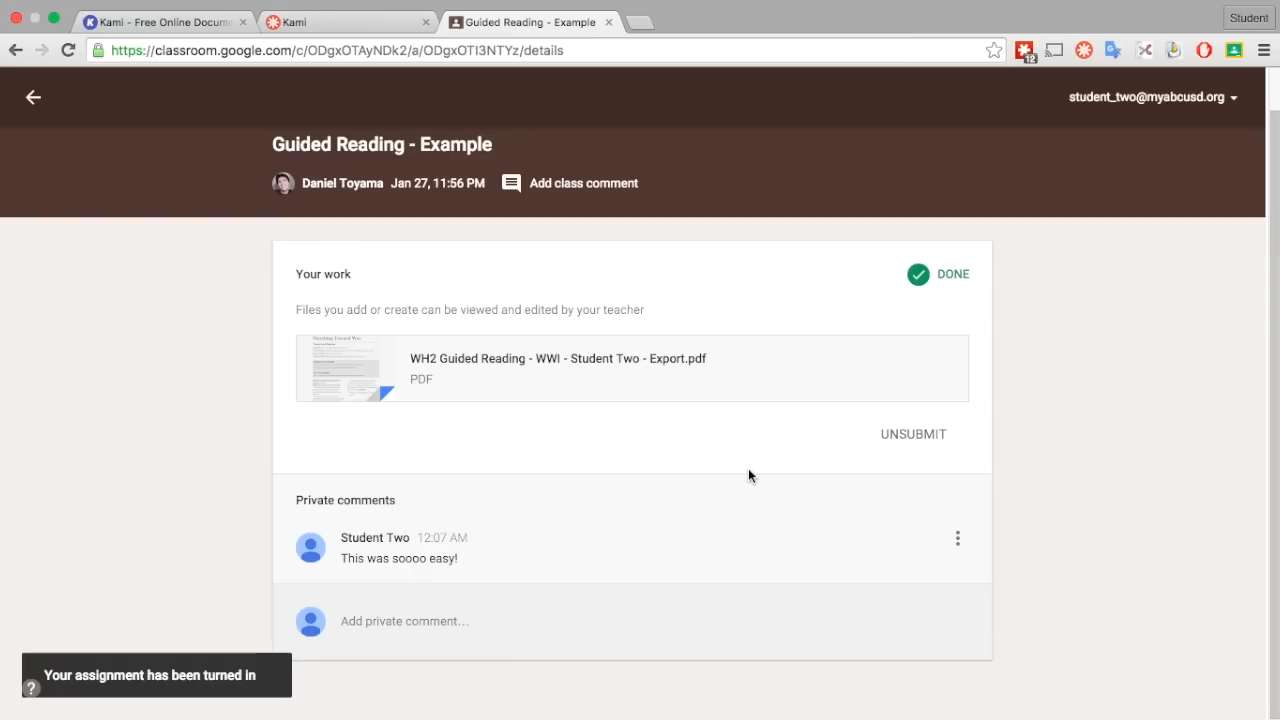 Kami - Free Online Docum
Kami
Guided Reading - Example
Student
https://classroom.google.com/c/ODgxOTAyNDk2/a/ODgxOTI3NTYz/details
12
student_two@myabcusd.org
Guided Reading - Example
Daniel Toyama Jan 27, 11:56 PM Add class comment
Your work
DONE
Files you add or create can be viewed and edited by your teacher
WH2 Guided Reading - WWI - Student Two - Export.pdf
PDF
UNSUBMIT
Private comments
Student Two 12:07 AM
This was soooo easy!
Add private comment...
Your assignment has been turned in
?